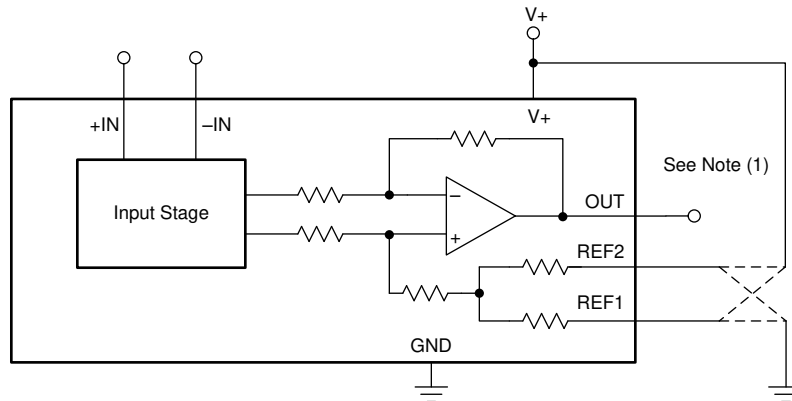 V+
+IN
–IN
V+
See Note (1)
Input Stage
–
+
OUT
REF2
REF1
GND